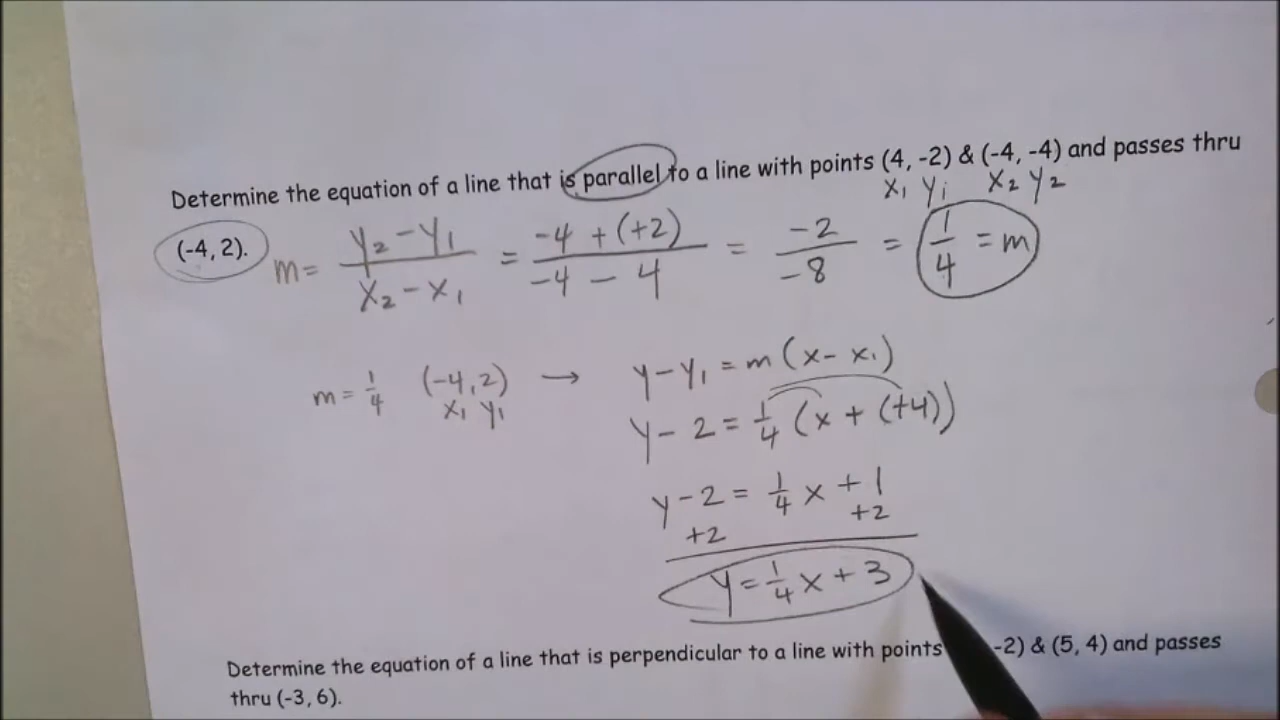 Determine the equation of a line that is parallel to a line with points (4, -2) & (-4, -4) and passes thru
x₁ y₁ x₂ y₂
(-4, 2).
m = y₂ - y₁ / x₂ - x₁ = -4 + (+2) / -4 - 4 = -2 / -8 = 1/4 = m
m = 1/4 (-4, 2) → y - y₁ = m (x - x₁)
x₁ y₁
y - 2 = 1/4 (x + (+4))
y - 2 = 1/4 x + 1
+2 +2
y = 1/4 x + 3
Determine the equation of a line that is perpendicular to a line with points -2) & (5, 4) and passes
thru (-3, 6).